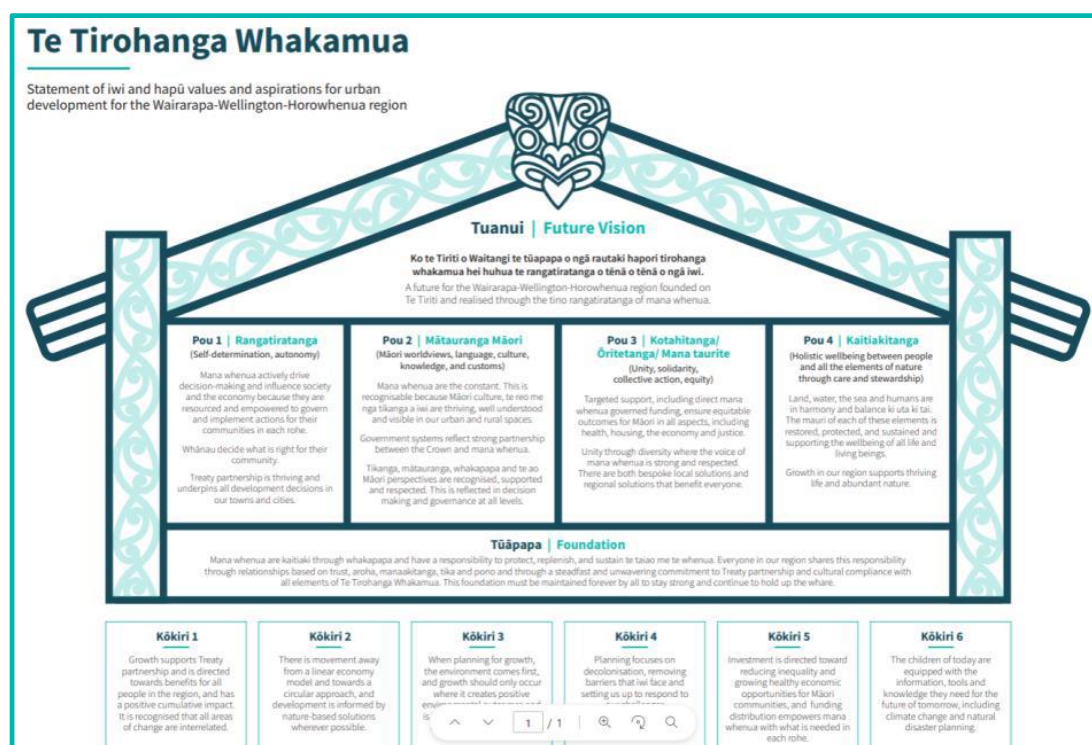 Te Tirohanga Whakamua
Statement of iwi and hapū values and aspirations for urban
development for the Wairarapa-Wellington-Horowhenua region
Tuanui | Future Vision
Ko te Tiriti o Waitangi te tūāpapa o ngā rautaki hapori tirohanga
whakamua hei huhua te rangatiratanga o tēnā o tēnā o ngā iwi.
A future for the Wairarapa-Wellington-Horowhenua region founded on
Te Tiriti and realised through the tino rangatiratanga of mana whenua.
Pou 1 | Rangatiratanga
(Self-determination, autonomy)
Mana whenua actively drive
decision-making and influence society
and the economy because they are
resourced and empowered to govern
and implement actions for their
communities in each rohe.
Whānau decide what is right for their
community.
Treaty partnership is thriving and
underpins all development decisions in
our towns and cities.
Pou 2 | Mātauranga Māori
(Māori worldviews, language, culture,
knowledge, and customs)
Mana whenua are the constant. This is
recognisable because Māori culture, te reo me
nga tikanga a iwi are thriving, well understood
and visible in our urban and rural spaces.
Government systems reflect strong partnership
between the Crown and mana whenua.
Tikanga, mātauranga, whakapapa and te ao
Māori perspectives are recognised, supported
and respected. This is reflected in decision
making and governance at all levels.
Pou 3 | Kotahitanga/
Ōritetanga/ Mana taurite
(Unity, solidarity,
collective action, equity)
Targeted support, including direct mana
whenua governed funding, ensure equitable
outcomes for Māori in all aspects, including
health, housing, the economy and justice.
Unity through diversity where the voice of
mana whenua is strong and respected.
There are both bespoke local solutions and
regional solutions that benefit everyone.
Pou 4 | Kaitiakitanga
(Holistic wellbeing between people
and all the elements of nature
through care and stewardship)
Land, water, the sea and humans are
in harmony and balance ki uta ki tai.
The mauri of each of these elements is
restored, protected, and sustained and
supporting the wellbeing of all life and
living beings.
Growth in our region supports thriving
life and abundant nature.
Tūāpapa | Foundation
Mana whenua are kaitiaki through whakapapa and have a responsibility to protect, replenish, and sustain te taiao me te whenua. Everyone in our region shares this responsibility
through relationships based on trust, aroha, manaakitanga, tika and pono and through a steadfast and unwavering commitment to Treaty partnership and cultural compliance with
all elements of Te Tirohanga Whakamua. This foundation must be maintained forever by all to stay strong and continue to hold up the whare.
Kōkiri 1
Growth supports Treaty
partnership and is directed
towards benefits for all
people in the region, and has
a positive cumulative impact.
It is recognised that all areas
of change are interrelated.
Kōkiri 2
There is movement away
from a linear economy
model and towards a
circular approach, and
development is informed by
nature-based solutions
wherever possible.
Kōkiri 3
When planning for growth,
the environment comes first,
and growth should only occur
where it creates positive
is
Kōkiri 4
Planning focuses on
decolonisation, removing
barriers that iwi face and
setting us up to respond to
Kōkiri 5
Investment is directed toward
reducing inequality and
growing healthy economic
opportunities for Māori
communities, and funding
distribution empowers mana
whenua with what is needed in
each rohe.
Kōkiri 6
The children of today are
equipped with the
information, tools and
knowledge they need for the
future of tomorrow, including
climate change and natural
disaster planning.
1 / 1